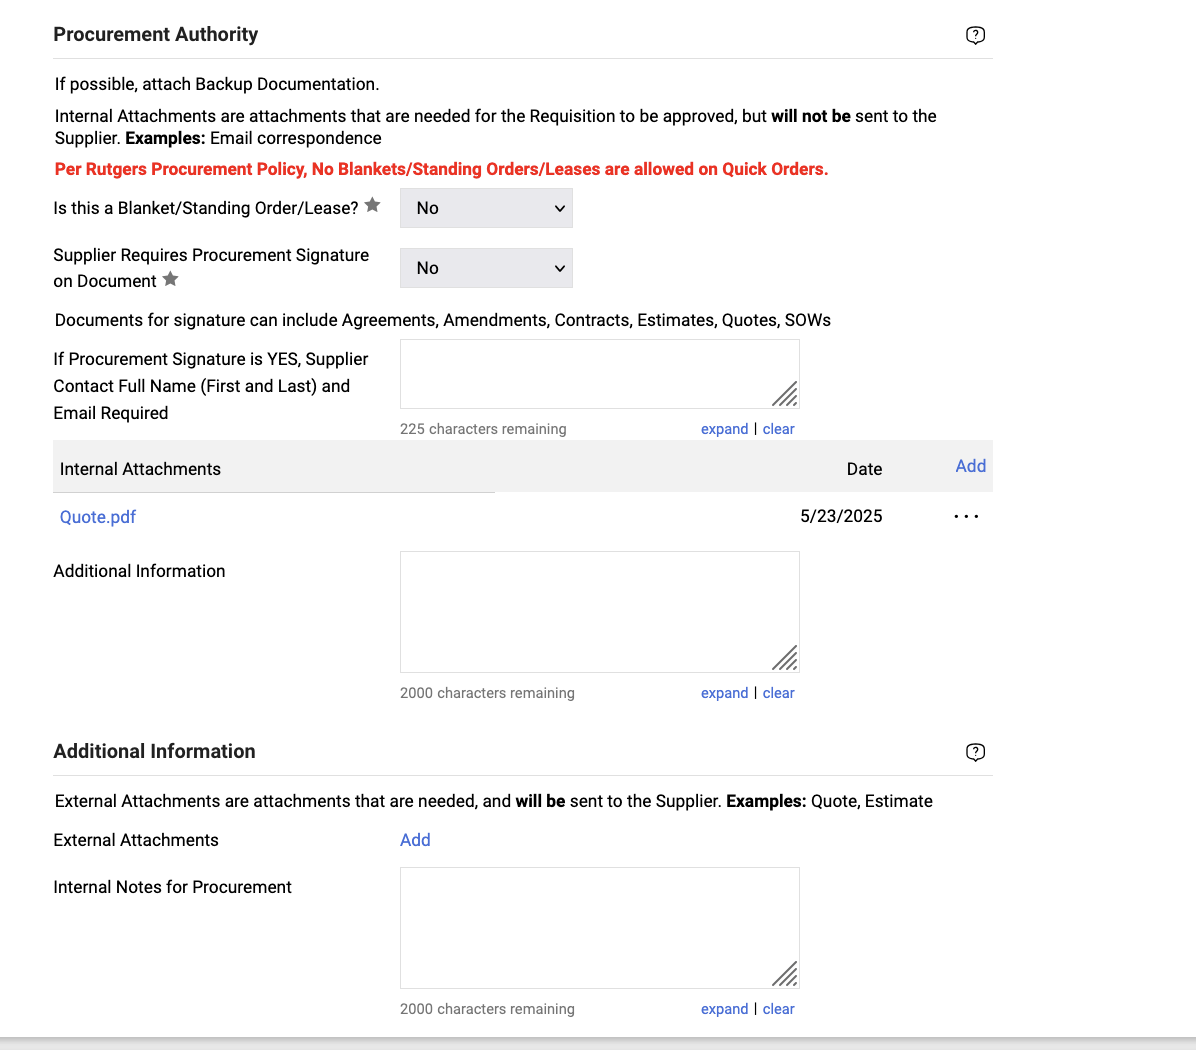 Procurement Authority
If possible, attach Backup Documentation.
Internal Attachments are attachments that are needed for the Requisition to be approved, but will not be sent to the
Supplier. Examples: Email correspondence
Per Rutgers Procurement Policy, No Blankets/Standing Orders/Leases are allowed on Quick Orders.
Is this a Blanket/Standing Order/Lease? No
Supplier Requires Procurement Signature
on Document No
Documents for signature can include Agreements, Amendments, Contracts, Estimates, Quotes, SOWs
If Procurement Signature is YES, Supplier
Contact Full Name (First and Last) and
Email Required
225 characters remaining expand | clear
Internal Attachments Date Add
Quote.pdf 5/23/2025 ...
Additional Information
2000 characters remaining expand | clear
Additional Information
External Attachments are attachments that are needed, and will be sent to the Supplier. Examples: Quote, Estimate
External Attachments Add
Internal Notes for Procurement
2000 characters remaining expand | clear